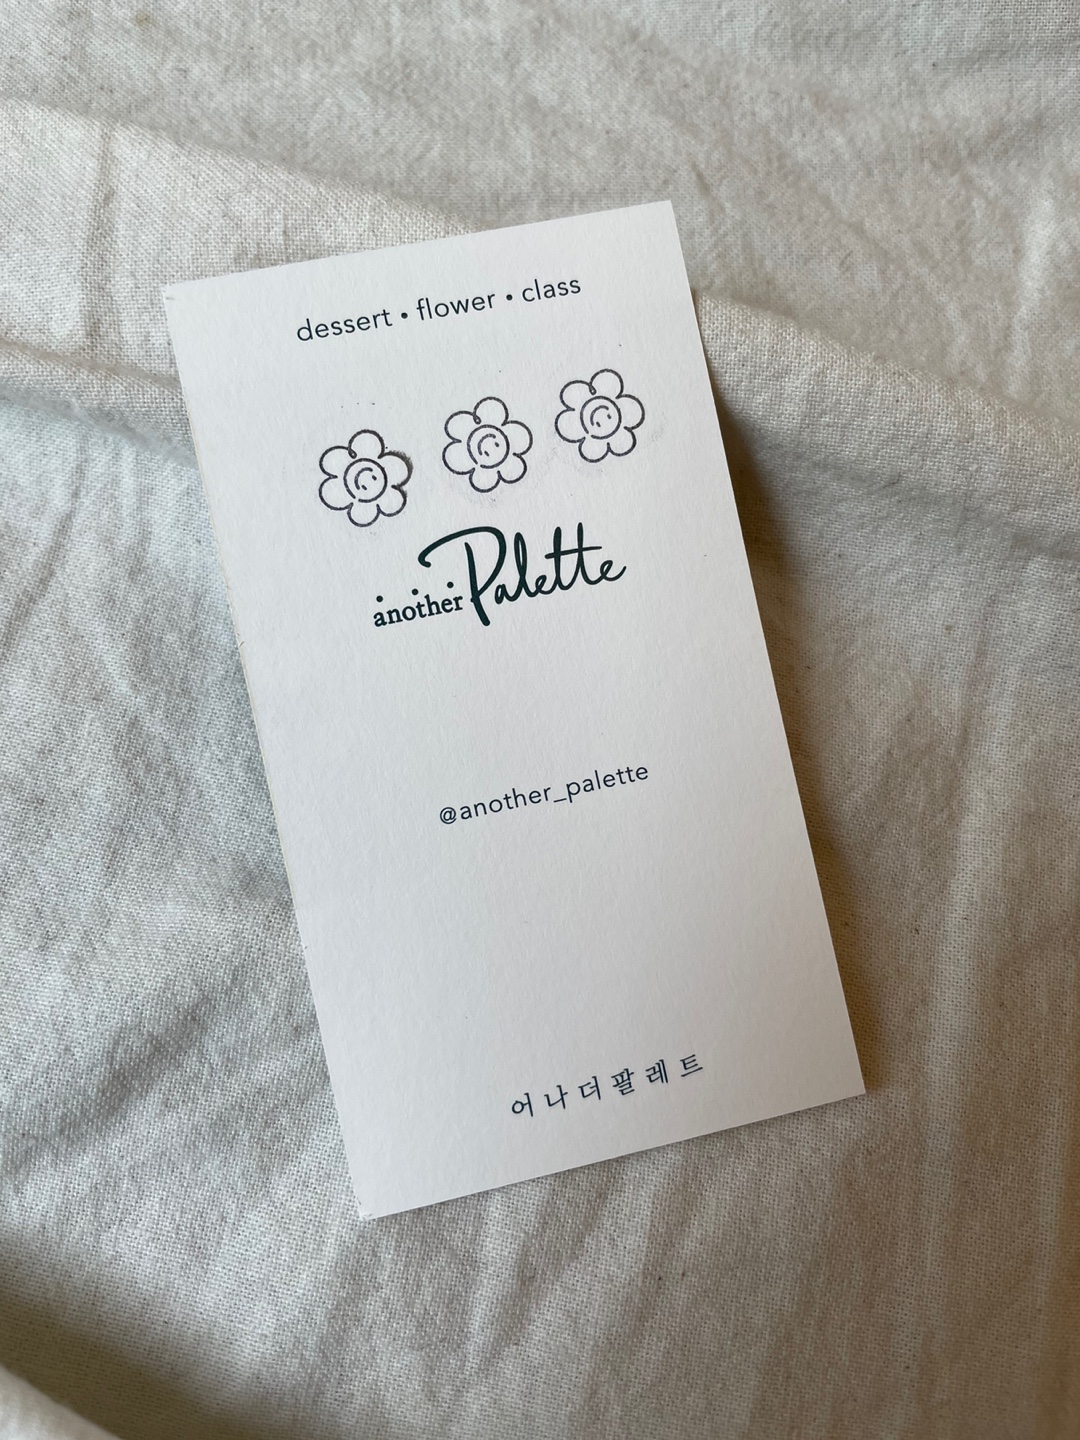 dessert • flower • class
another Palette
@another_palette
어나더팔레트